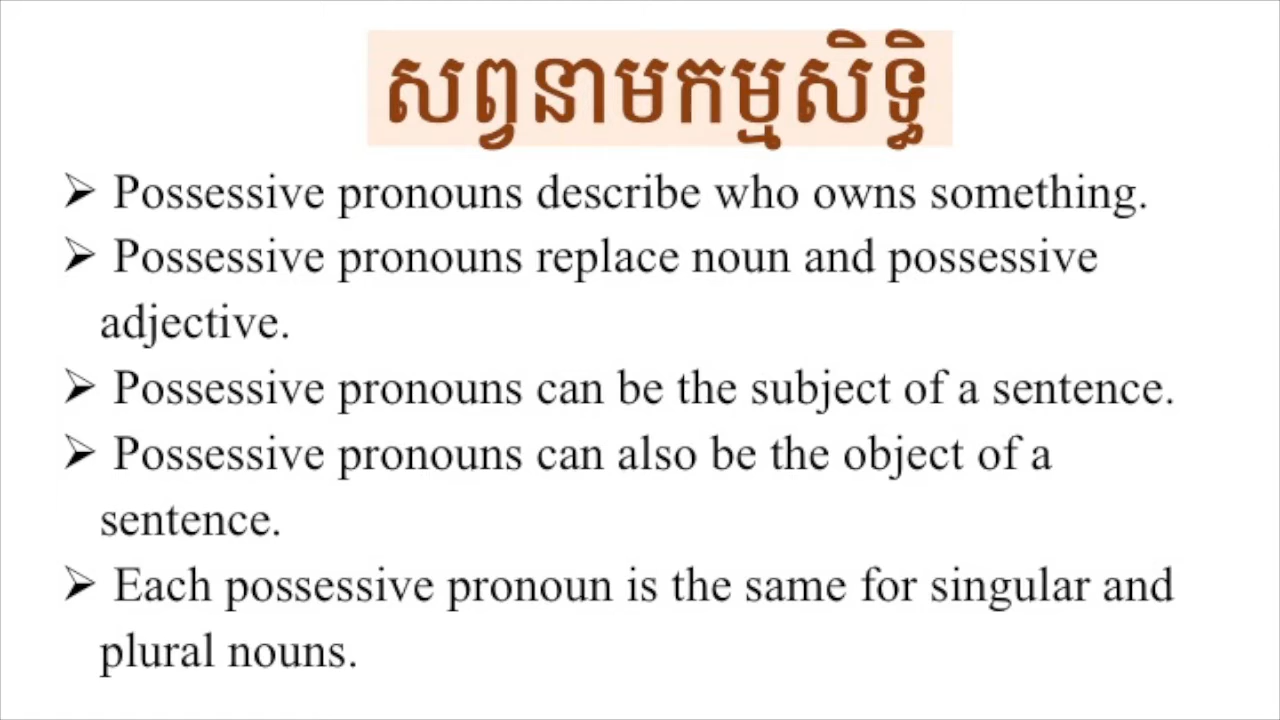 សព្វនាមកម្មសិទ្ធិ
➢ Possessive pronouns describe who owns something.
➢ Possessive pronouns replace noun and possessive
adjective.
➢ Possessive pronouns can be the subject of a sentence.
➢ Possessive pronouns can also be the object of a
sentence.
➢ Each possessive pronoun is the same for singular and
plural nouns.